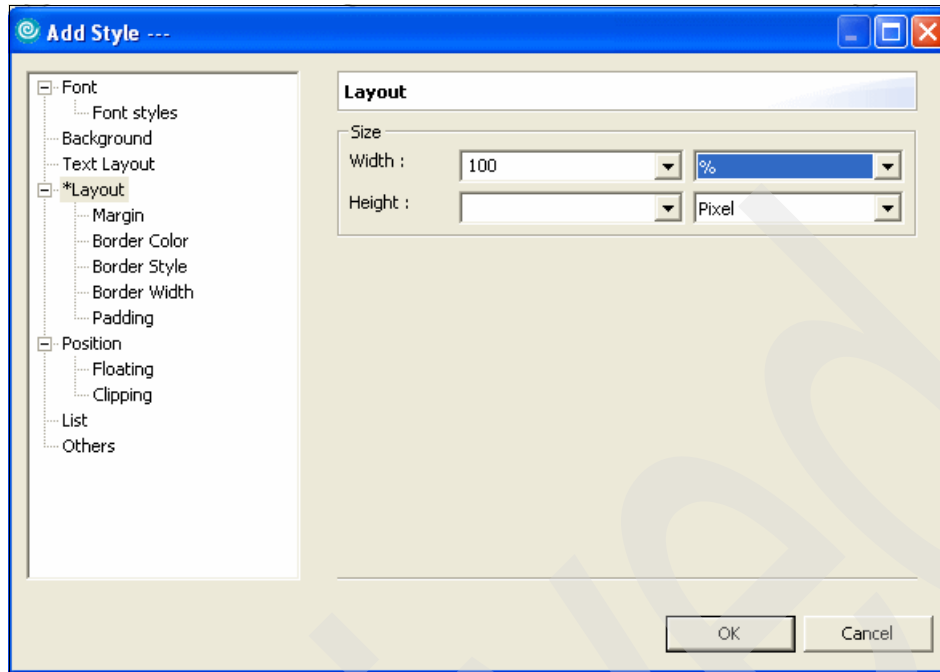 Add Style ---
Font
Font styles
Background
Text Layout
*Layout
Margin
Border Color
Border Style
Border Width
Padding
Position
Floating
Clipping
List
Others
Layout
Size
Width : 100 %
Height : Pixel
OK Cancel